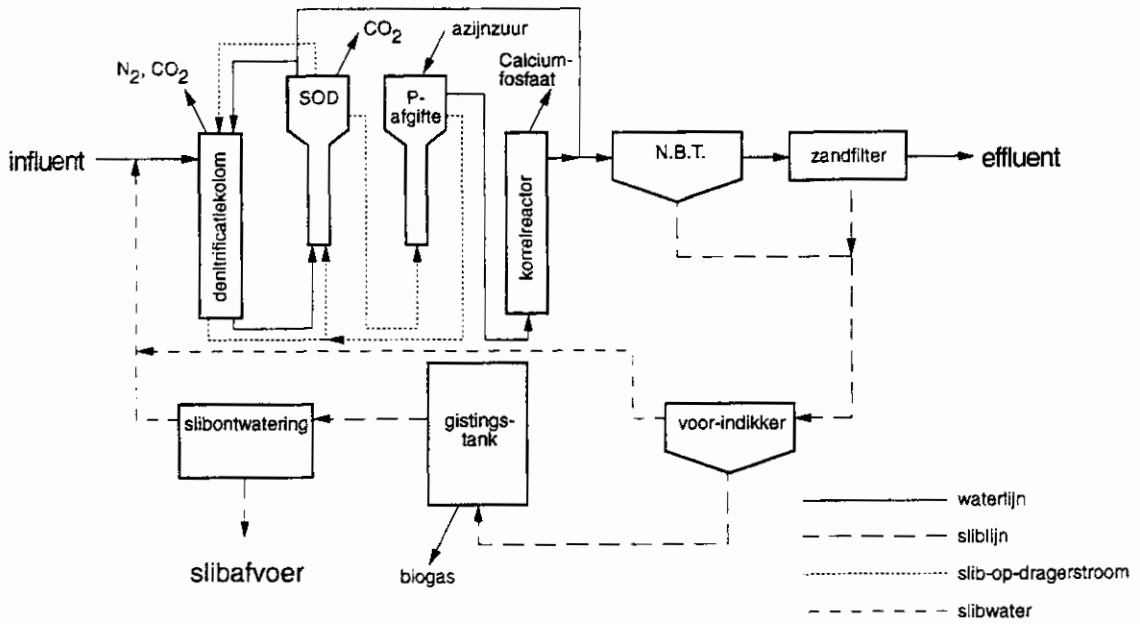 CO2
azijnzuur
Calcium-
fosfaat
N2, CO2
SOD
P-
afgifte
influent
denitrificatiekolom
korrelreactor
N.B.T.
zandfilter
effluent
slibontwatering
gistings-
tank
voor-indikker
slibafvoer
biogas
waterlijn
sliblijn
slib-op-dragerstroom
slibwater